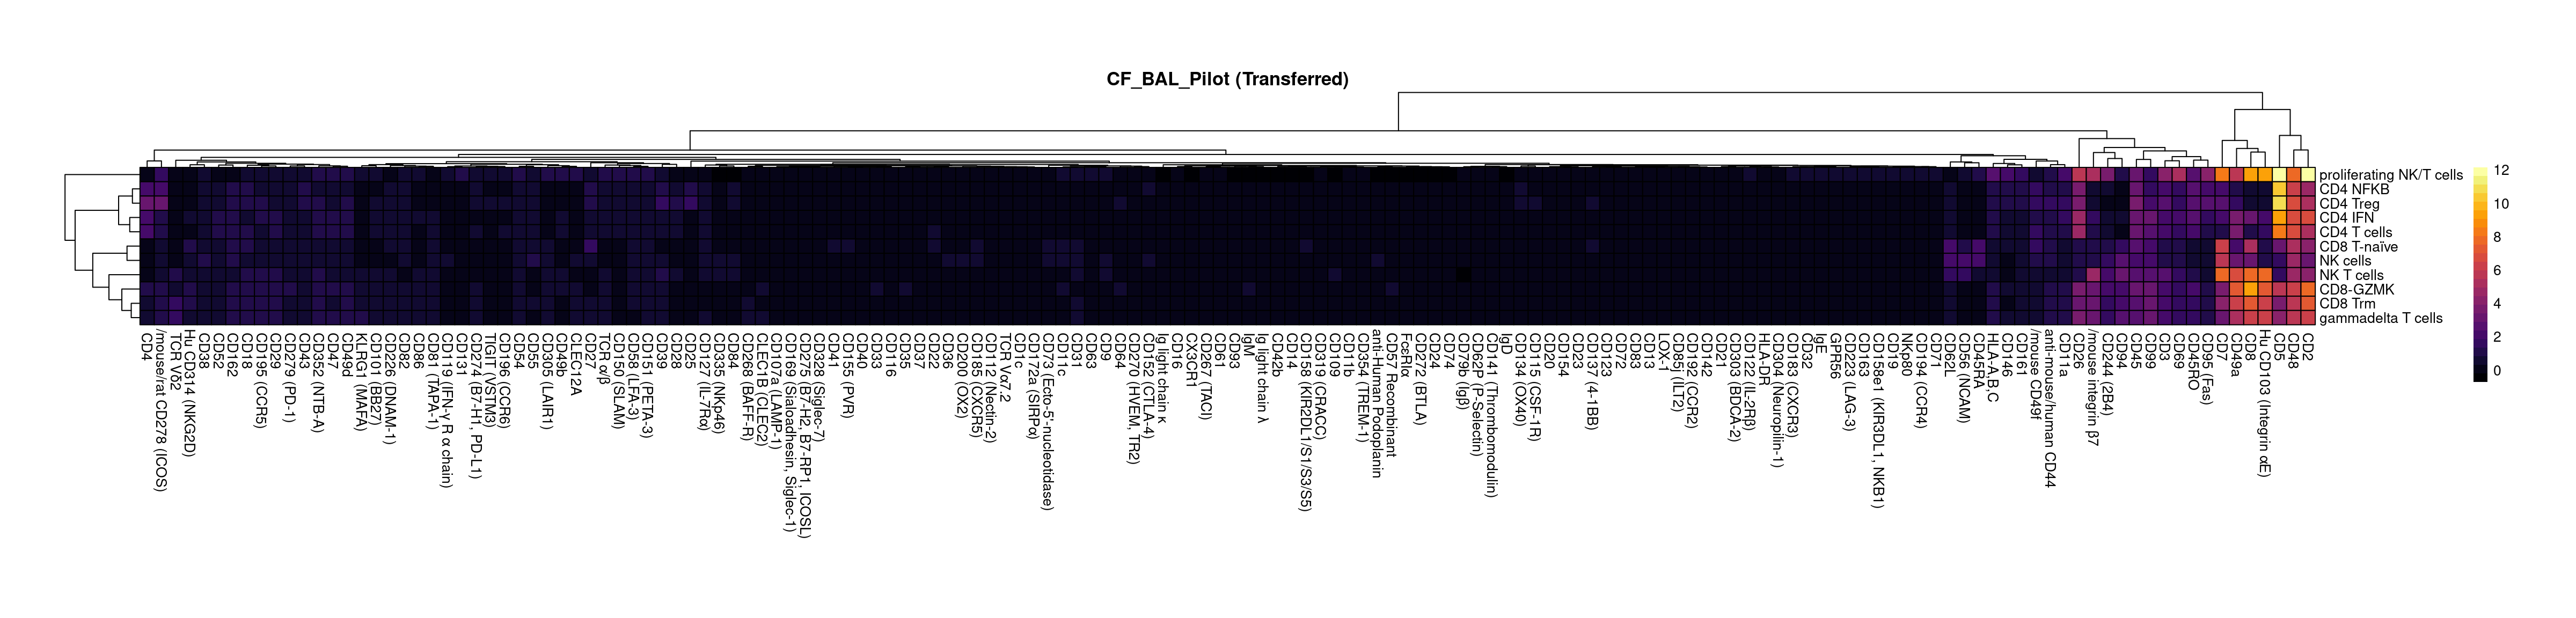 CF_BAL_Pilot (Transferred)
proliferating NK/T cells
CD4 NFKB
CD4 Treg
CD4 IFN
CD4 T cells
CD8 T-naïve
NK cells
NK T cells
CD8-GZMK
CD8 Trm
gammadelta T cells
12
10
8
6
4
2
0
CD4
/mouse/rat CD278 (ICOS)
TCR Vδ2
Hu CD314 (NKG2D)
CD38
CD52
CD162
CD18
CD195 (CCR5)
CD279 (PD-1)
CD43
CD352 (NTB-A)
CD47
CD49d
KLRG1 (MAFA)
CD101 (BB27)
CD226 (DNAM-1)
CD82
CD86
CD81 (TAPA-1)
CD119 (IFN-γ R α chain)
CD131
CD274 (B7-H1, PD-L1)
TIGIT (VSTM3)
CD196 (CCR6)
CD54
CD55
CD305 (LAIR1)
CD49b
CLEC12A
CD27
TCR α/β
CD150 (SLAM)
CD58 (LFA-3)
CD151 (PETA-3)
CD39
CD28
CD25
CD127 (IL-7Rα)
CD335 (NKp46)
CD84
CD268 (BAFF-R)
CLEC1B (CLEC2)
CD107a (LAMP-1)
CD169 (Sialoadhesin, Siglec-1)
CD275 (B7-H2, B7-RP1, ICOSL)
CD328 (Siglec-7)
CD41
CD155 (PVR)
CD40
CD33
CD116
CD35
CD37
CD22
CD36
CD200 (OX2)
CD185 (CXCR5)
CD112 (Nectin-2)
TCR Vα7.2
CD1c
CD172a (SIRPα)
CD73 (Ecto-5'-nucleotidase)
CD11c
CD31
CD63
CD9
CD64
CD270 (HVEM, TR2)
CD152 (CTLA-4)
Ig light chain κ
CD16
CX3CR1
CD267 (TACI)
CD61
CD93
IgM
Ig light chain λ
CD42b
CD14
CD158 (KIR2DL1/S1/S3/S5)
CD319 (CRACC)
CD109
CD11b
CD354 (TREM-1)
anti-Human Podoplanin
CD57 Recombinant
FcεRIα
CD272 (BTLA)
CD24
CD74
CD79b (Igβ)
CD62P (P-Selectin)
CD141 (Thrombomodulin)
IgD
CD134 (OX40)
CD115 (CSF-1R)
CD20
CD154
CD23
CD137 (4-1BB)
CD123
CD72
CD83
CD13
LOX-1
CD85j (ILT2)
CD192 (CCR2)
CD142
CD21
CD303 (BDCA-2)
CD122 (IL-2Rβ)
HLA-DR
CD304 (Neuropilin-1)
CD183 (CXCR3)
CD32
IgE
GPR56
CD223 (LAG-3)
CD163
CD158e1 (KIR3DL1, NKB1)
CD19
NKp80
CD194 (CCR4)
CD71
CD62L
CD56 (NCAM)
CD45RA
HLA-A,B,C
CD146
CD161
/mouse CD49f
anti-mouse/human CD44
CD11a
CD26
/mouse integrin β7
CD244 (2B4)
CD94
CD45
CD99
CD3
CD69
CD45RO
CD95 (Fas)
CD7
CD49a
CD8
Hu CD103 (Integrin αE)
CD5
CD48
CD2